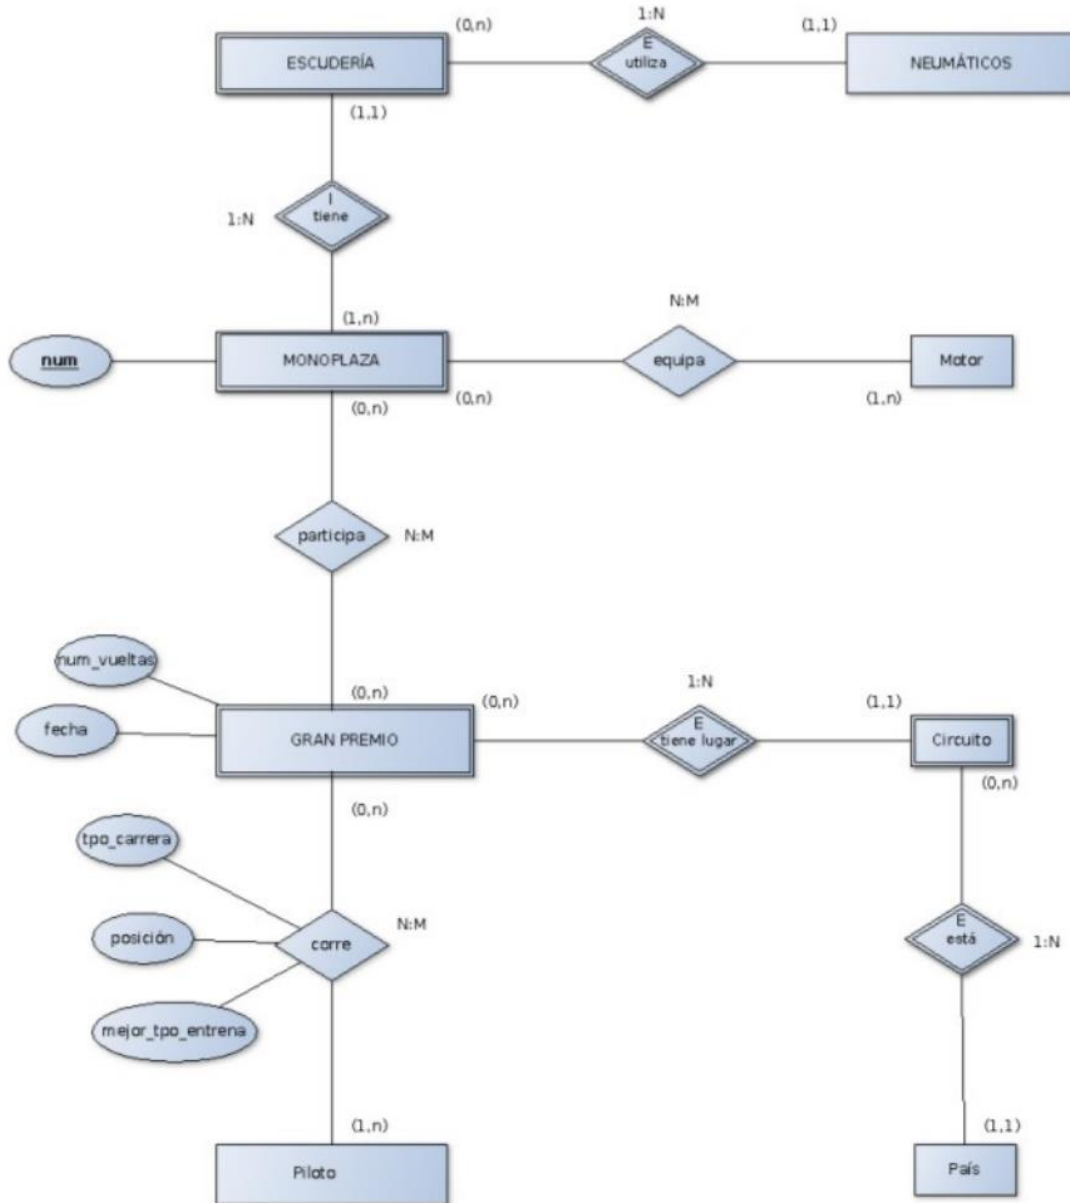 (0,n)
1:N
(1,1)
ESCUDERÍA
E
utiliza
NEUMÁTICOS
(1,1)
1:N
I
tiene
(1,n)
N:M
num
MONOPLAZA
equipa
Motor
(0,n)
(0,n)
(1,n)
participa
N:M
num_vueltas
(0,n)
(0,n)
1:N
(1,1)
fecha
GRAN PREMIO
E
tiene lugar
Circuito
(0,n)
(0,n)
tpo_carrera
N:M
posición
corre
E
está
1:N
mejor_tpo_entrena
(1,n)
(1,1)
Piloto
País